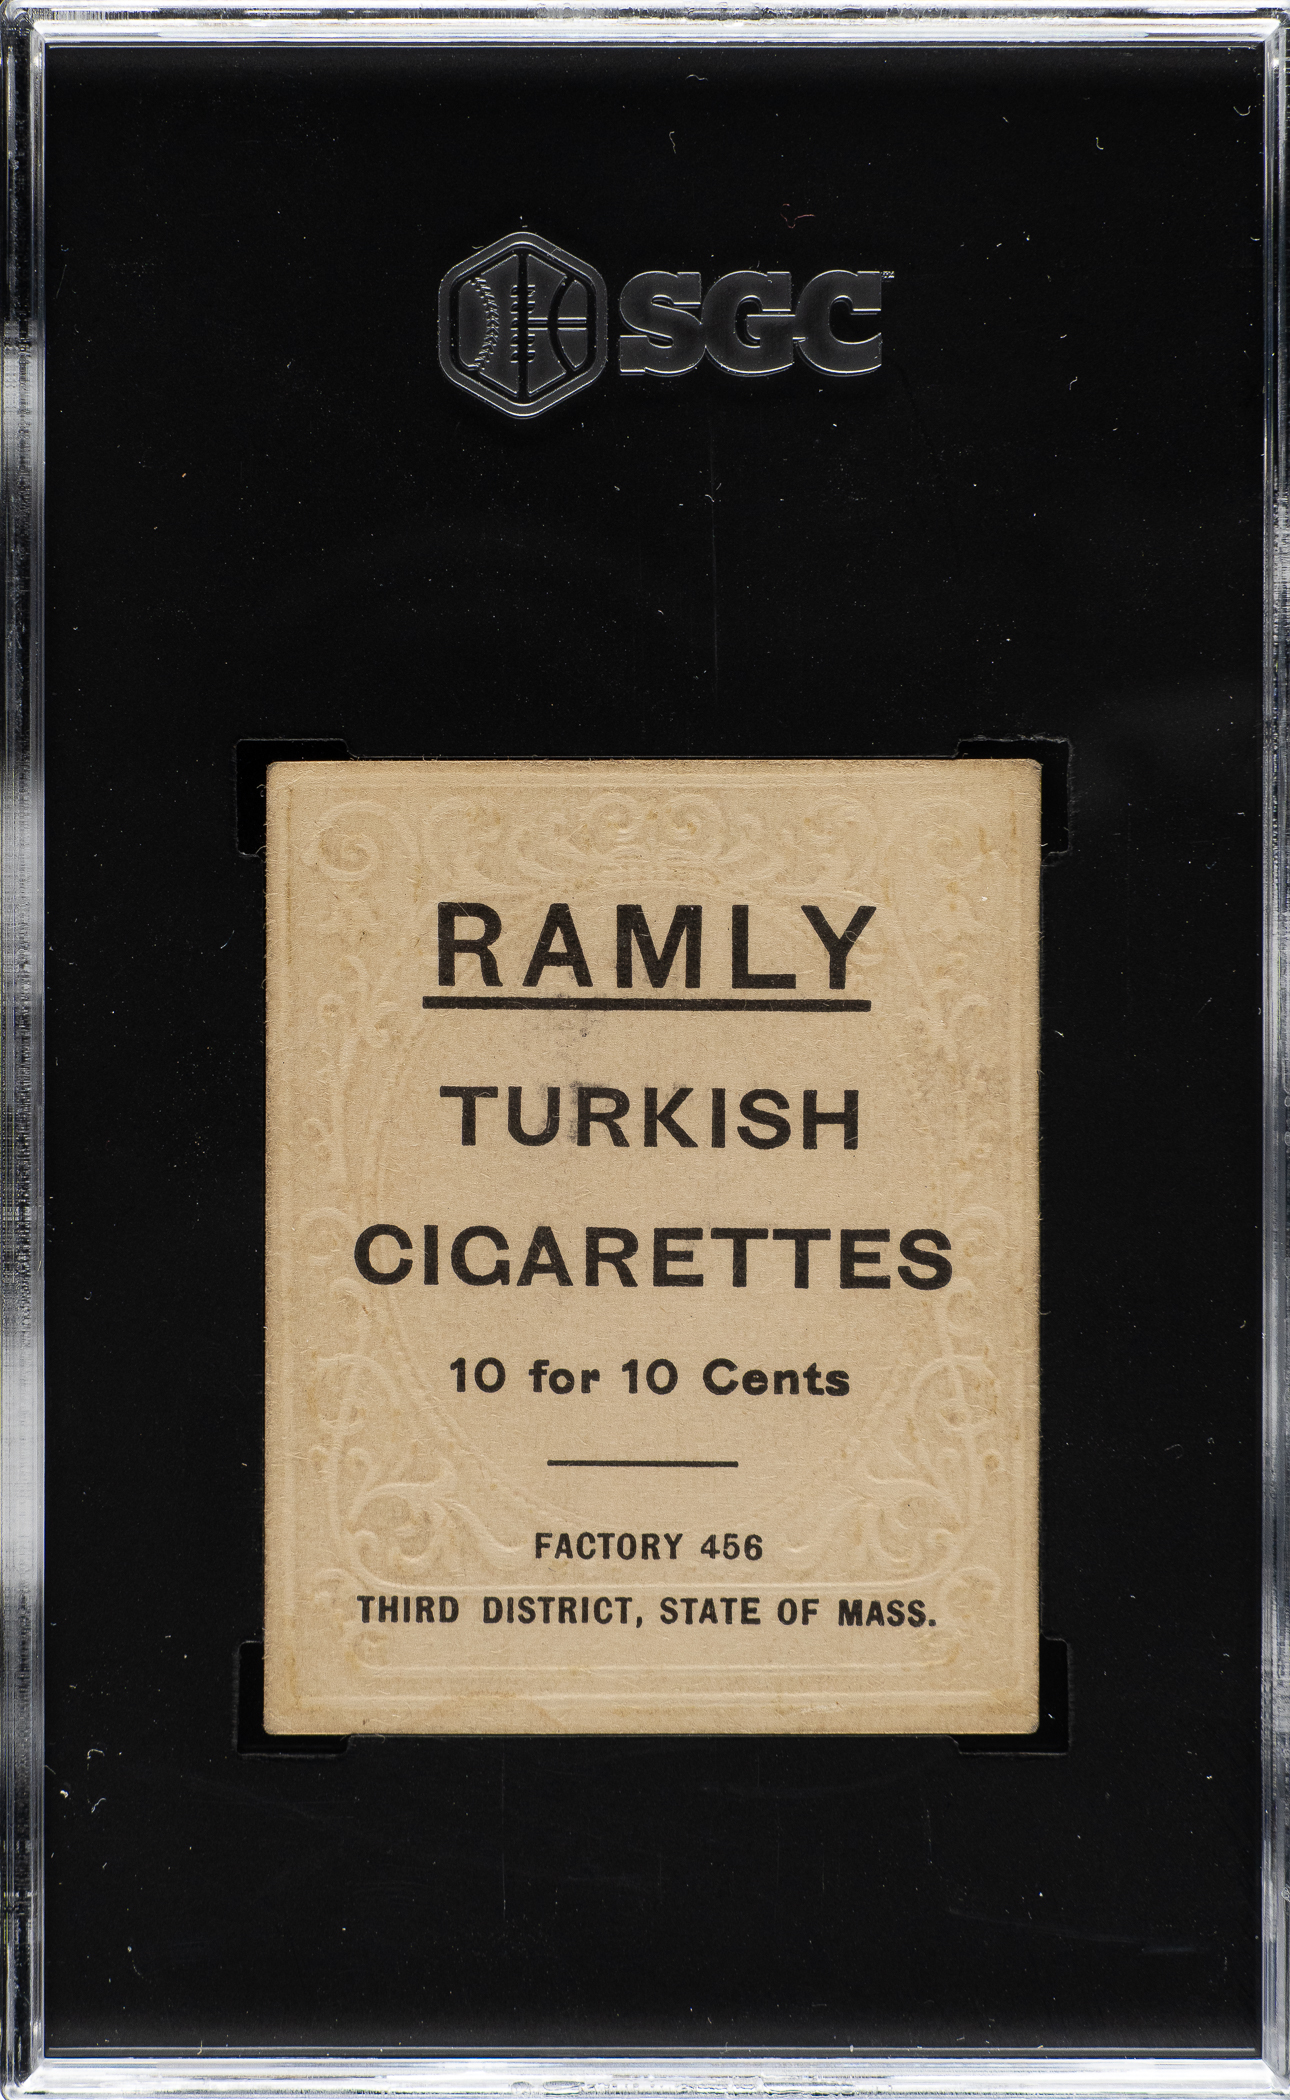 SGC
RAMLY
TURKISH
CIGARETTES
10 for 10 Cents
FACTORY 456
THIRD DISTRICT, STATE OF MASS.